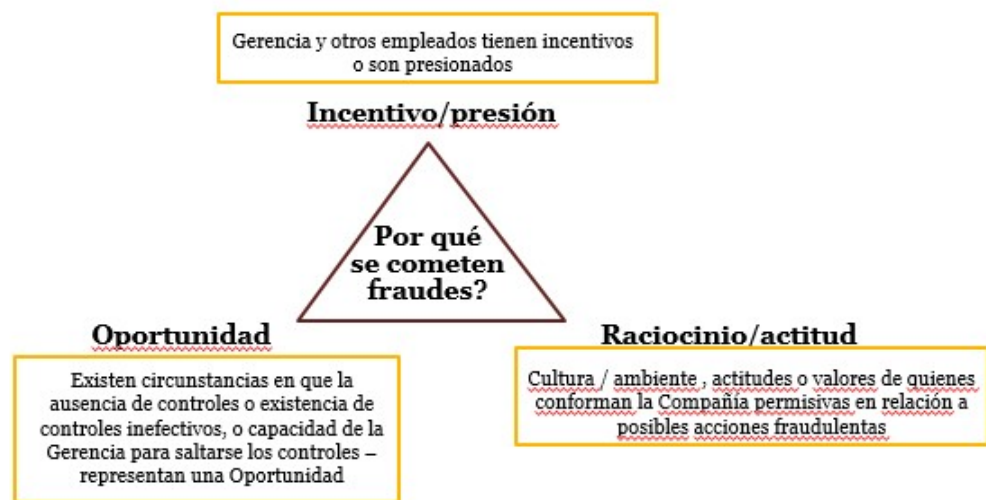 Gerencia y otros empleados tienen incentivos
o son presionados
Incentivo/presión
Por qué
se cometen
fraudes?
Oportunidad
Existen circunstancias en que la
ausencia de controles o existencia de
controles inefectivos, o capacidad de la
Gerencia para saltarse los controles –
representan una Oportunidad
Raciocinio/actitud
Cultura / ambiente , actitudes o valores de quienes
conforman la Compañía permisivas en relación a
posibles acciones fraudulentas